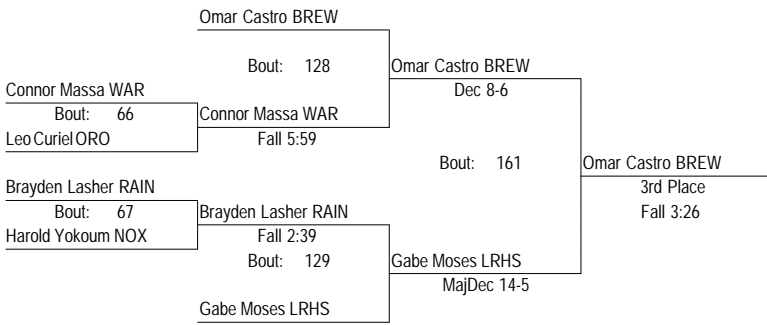 Omar Castro BREW
Bout: 128
Omar Castro BREW
Dec 8-6
Connor Massa WAR
Bout: 66
Leo Curiel ORO
Connor Massa WAR
Fall 5:59
Bout: 161
Omar Castro BREW
3rd Place
Fall 3:26
Brayden Lasher RAIN
Bout: 67
Harold Yokoum NOX
Brayden Lasher RAIN
Fall 2:39
Bout: 129
Gabe Moses LRHS
MajDec 14-5
Gabe Moses LRHS